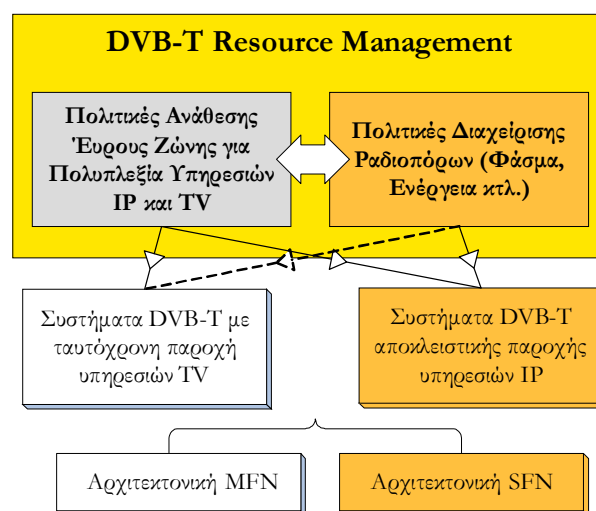 DVB-T Resource Management
Πολιτικές Ανάθεσης
Έυρους Ζώνης για
Πολυπλεξία Υπηρεσιών
IP και TV
Πολιτικές Διαχείρισης
Ραδιοπόρων (Φάσμα,
Ενέργεια κτλ.)
Συστήματα DVB-T με
ταυτόχρονη παροχή
υπηρεσιών TV
Συστήματα DVB-T
αποκλειστικής παροχής
υπηρεσιών IP
Αρχιτεκτονική MFN
Αρχιτεκτονική SFN